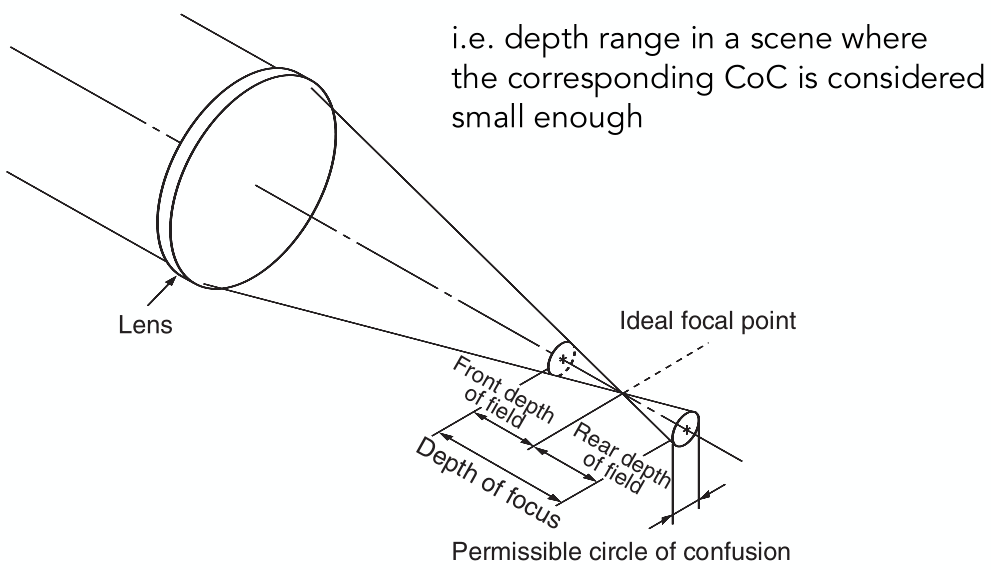 i.e. depth range in a scene where
the corresponding CoC is considered
small enough
Lens
Ideal focal point
Front depth
of field
Rear depth
of field
Depth of focus
Permissible circle of confusion